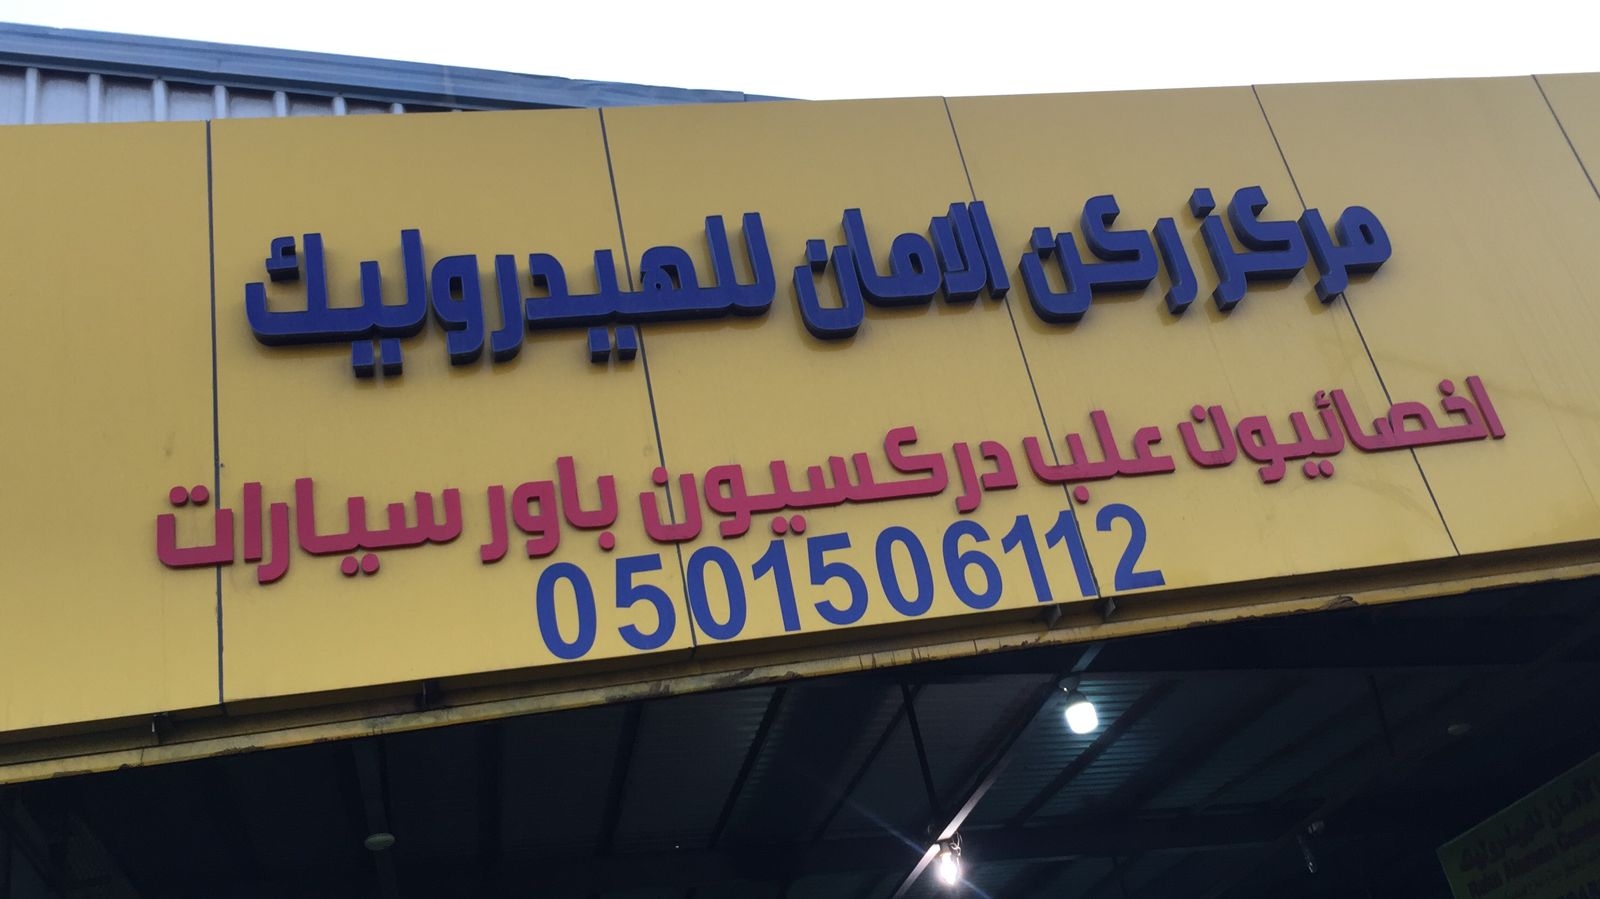 مركز ركن الامان للهيدروليك
اخصائيون علب دركسيون باور سيارات
0501506112